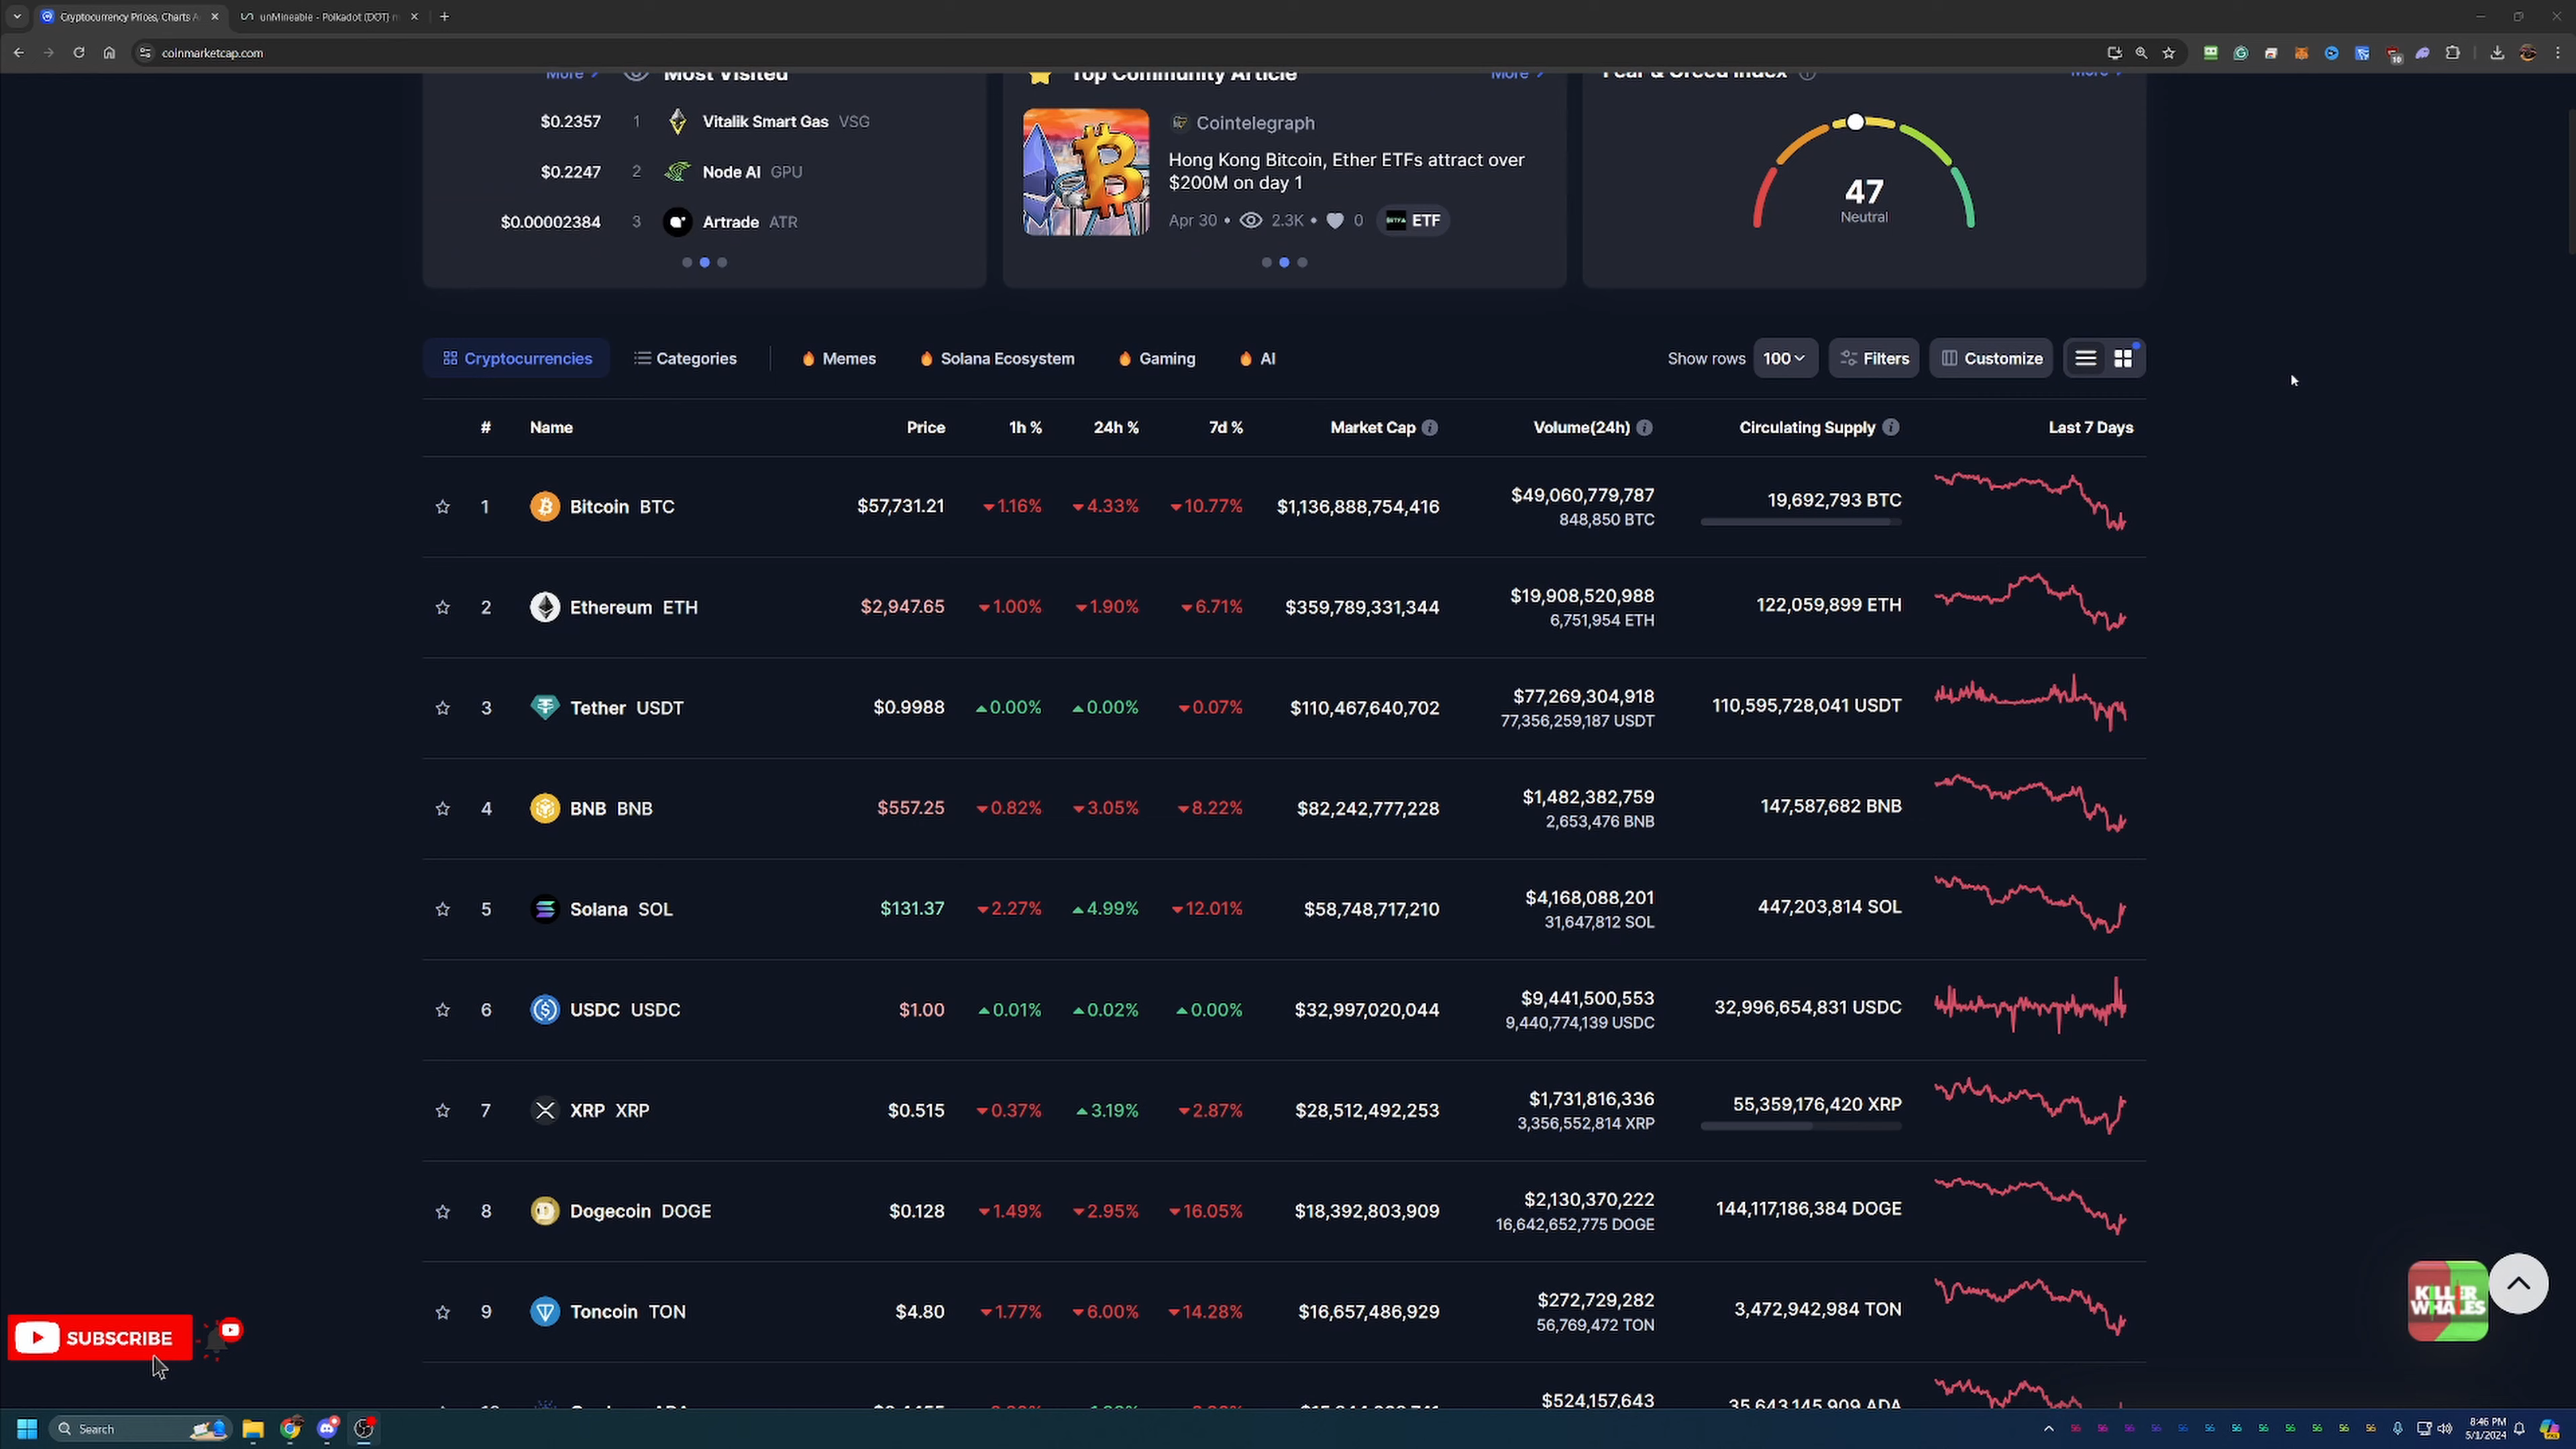 Cryptocurrency Prices, Charts A
unMineable - Polkadot (DOT) m
coinmarketcap.com
More
Most Visited
$0.2357 1 Vitalik Smart Gas VSG
$0.2247 2 Node AI GPU
$0.00002384 3 Artrade ATR
Top Community Article
More
Cointelegraph
Hong Kong Bitcoin, Ether ETFs attract over
$200M on day 1
Apr 30 • 2.3K • 0 ETF
Fear & Greed Index
More
47
Neutral
Cryptocurrencies Categories Memes Solana Ecosystem Gaming AI Show rows 100 Filters Customize
# Name Price 1h % 24h % 7d % Market Cap Volume(24h) Circulating Supply Last 7 Days
1 Bitcoin BTC $57,731.21 1.16% 4.33% 10.77% $1,136,888,754,416 $49,060,779,787 19,692,793 BTC
848,850 BTC
2 Ethereum ETH $2,947.65 1.00% 1.90% 6.71% $359,789,331,344 $19,908,520,988 122,059,899 ETH
6,751,954 ETH
3 Tether USDT $0.9988 0.00% 0.00% 0.07% $110,467,640,702 $77,269,304,918 110,595,728,041 USDT
77,356,259,187 USDT
4 BNB BNB $557.25 0.82% 3.05% 8.22% $82,242,777,228 $1,482,382,759 147,587,682 BNB
2,653,476 BNB
5 Solana SOL $131.37 2.27% 4.99% 12.01% $58,748,717,210 $4,168,088,201 447,203,814 SOL
31,647,812 SOL
6 USDC USDC $1.00 0.01% 0.02% 0.00% $32,997,020,044 $9,441,500,553 32,996,654,831 USDC
9,440,774,139 USDC
7 XRP XRP $0.515 0.37% 3.19% 2.87% $28,512,492,253 $1,731,816,336 55,359,176,420 XRP
3,356,552,814 XRP
8 Dogecoin DOGE $0.128 1.49% 2.95% 16.05% $18,392,803,909 $2,130,370,222 144,117,186,384 DOGE
16,642,652,775 DOGE
9 Toncoin TON $4.80 1.77% 6.00% 14.28% $16,657,486,929 $272,729,282 3,472,942,984 TON
56,769,472 TON
$524,157,643 35,643,145,909 ADA
KILLER
WHALES
SUBSCRIBE
Search
8:46 PM
5/1/2024